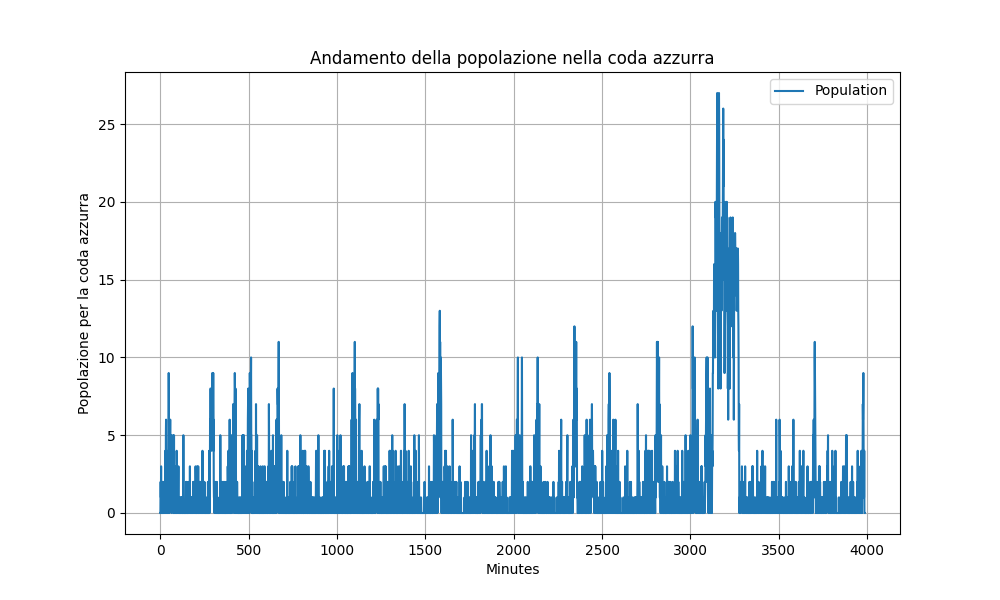 Andamento della popolazione nella coda azzurra
Population
Popolazione per la coda azzurra
25
20
15
10
5
0
0 500 1000 1500 2000 2500 3000 3500 4000
Minutes